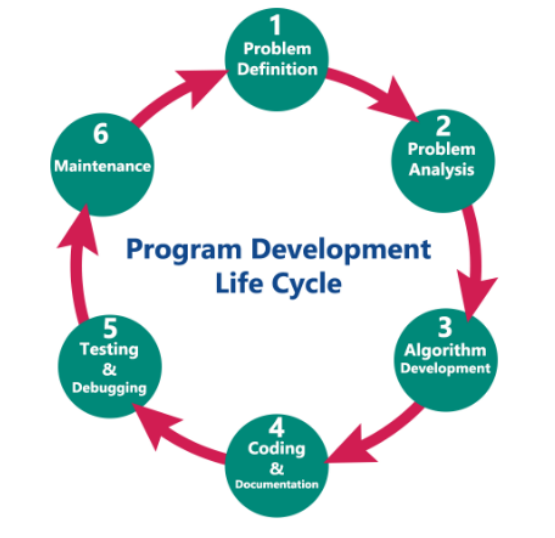 1
Problem
Definition
2
Problem
Analysis
3
Algorithm
Development
4
Coding
&
Documentation
5
Testing
&
Debugging
6
Maintenance
Program Development
Life Cycle